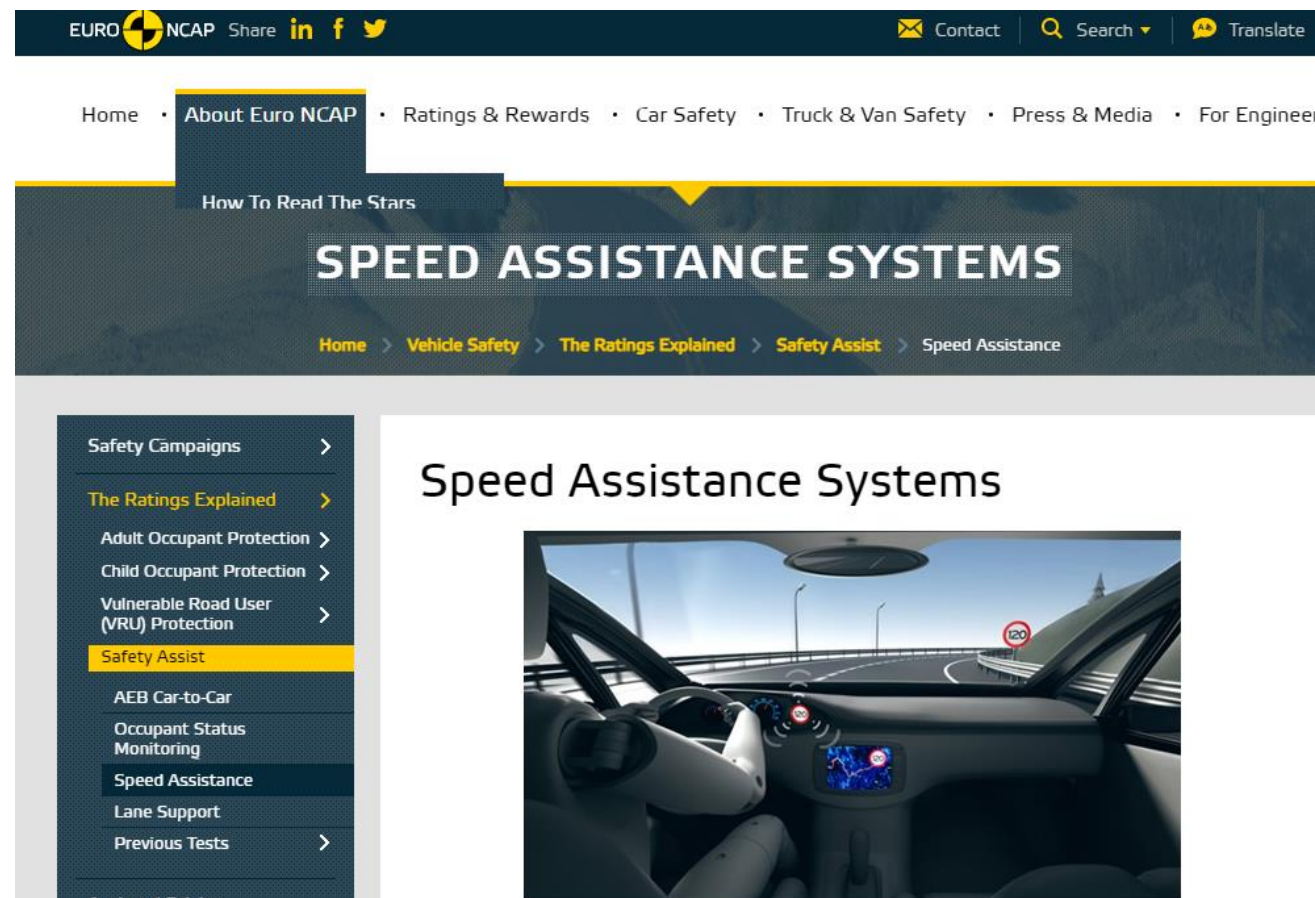 EURO NCAP Share in f
Contact Search Translate
Home · About Euro NCAP · Ratings & Rewards · Car Safety · Truck & Van Safety · Press & Media · For Engineer
How To Read The Stars
SPEED ASSISTANCE SYSTEMS
Home > Vehicle Safety > The Ratings Explained > Safety Assist > Speed Assistance
Safety Campaigns
The Ratings Explained
Adult Occupant Protection
Child Occupant Protection
Vulnerable Road User
(VRU) Protection
Safety Assist
AEB Car-to-Car
Occupant Status
Monitoring
Speed Assistance
Lane Support
Previous Tests
Speed Assistance Systems
120
120
120